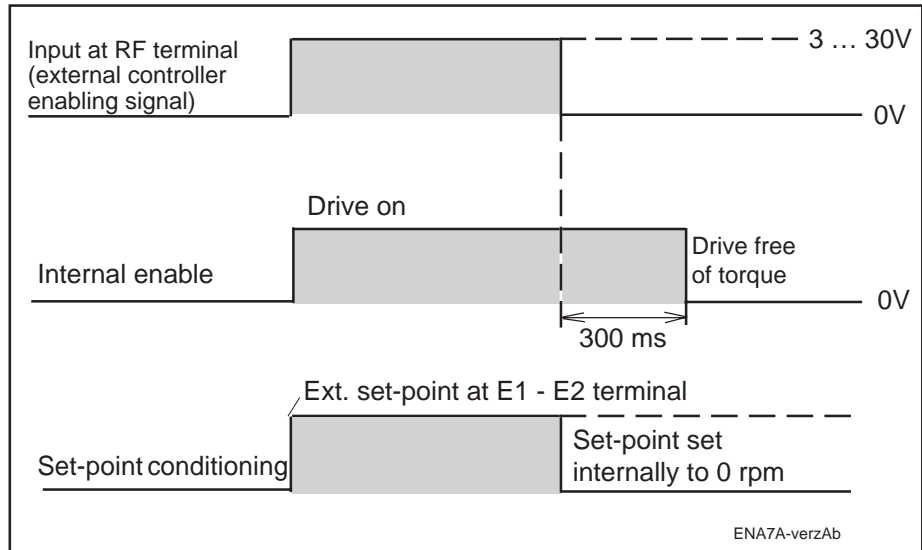 Input at RF terminal
(external controller
enabling signal)
3 … 30V
0V
Drive on
Internal enable
Drive free
of torque
0V
300 ms
Ext. set-point at E1 - E2 terminal
Set-point conditioning
Set-point set
internally to 0 rpm
ENA7A-verzAb